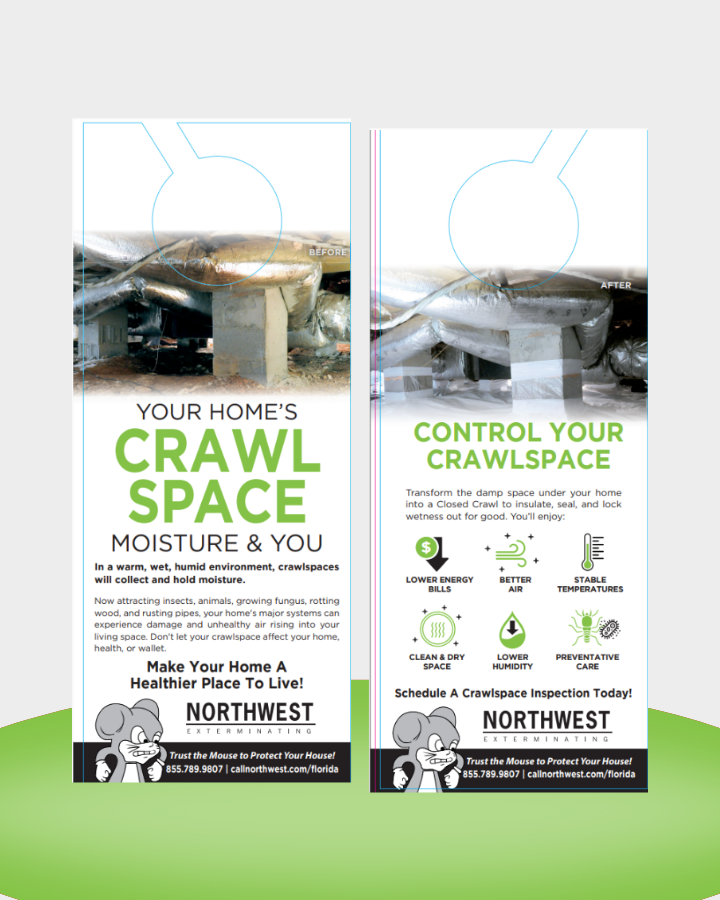 BEFORE
YOUR HOME'S
CRAWL
SPACE
MOISTURE & YOU
In a warm, wet, humid environment, crawlspaces
will collect and hold moisture.
Now attracting insects, animals, growing fungus, rotting
wood, and rusting pipes, your home's major systems can
experience damage and unhealthy air rising into your
living space. Don't let your crawlspace affect your home,
health, or wallet.
Make Your Home A
Healthier Place To Live!
NORTHWEST
EXTERMINATING
Trust the Mouse to Protect Your House!
855.789.9807 | callnorthwest.com/florida
AFTER
CONTROL YOUR
CRAWLSPACE
Transform the damp space under your home
into a Closed Crawl to insulate, seal, and lock
wetness out for good. You'll enjoy:
$
LOWER ENERGY
BILLS
BETTER
AIR
STABLE
TEMPERATURES
CLEAN & DRY
SPACE
LOWER
HUMIDITY
PREVENTATIVE
CARE
Schedule A Crawlspace Inspection Today!
NORTHWEST
EXTERMINATING
Trust the Mouse to Protect Your House!
855.789.9807 | callnorthwest.com/florida